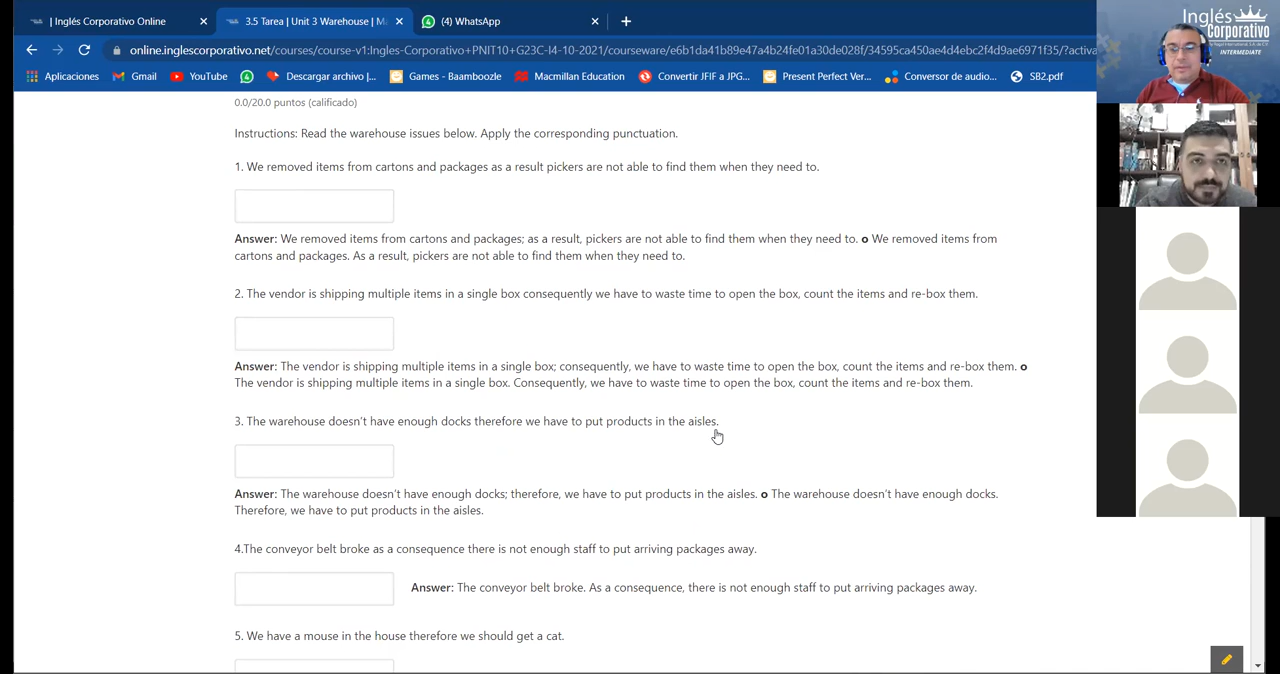 | Inglés Corporativo Online
3.5 Tarea | Unit 3 Warehouse | Ma
(4) WhatsApp
online.inglescorporativo.net/courses/course-v1:Ingles-Corporativo+PNIT10+G23C-I4-10-2021/courseware/e6b1da41b89e47a4b24fe01a30de028f/34595ca450ae4d4ebc2f4d9ae6971f35/?activa
Aplicaciones
Gmail
YouTube
Descargar archivo |...
Games - Baamboozle
Macmillan Education
Convertir JFIF a JPG...
Present Perfect Ver...
Conversor de audio...
SB2.pdf
Inglés
Corporativo
INTERMEDIATE
0.0/20.0 puntos (calificado)
Instructions: Read the warehouse issues below. Apply the corresponding punctuation.
1. We removed items from cartons and packages as a result pickers are not able to find them when they need to.
Answer: We removed items from cartons and packages; as a result, pickers are not able to find them when they need to. o We removed items from
cartons and packages. As a result, pickers are not able to find them when they need to.
2. The vendor is shipping multiple items in a single box consequently we have to waste time to open the box, count the items and re-box them.
Answer: The vendor is shipping multiple items in a single box; consequently, we have to waste time to open the box, count the items and re-box them. o
The vendor is shipping multiple items in a single box. Consequently, we have to waste time to open the box, count the items and re-box them.
3. The warehouse doesn't have enough docks therefore we have to put products in the aisles.
Answer: The warehouse doesn't have enough docks; therefore, we have to put products in the aisles. o The warehouse doesn't have enough docks.
Therefore, we have to put products in the aisles.
4.The conveyor belt broke as a consequence there is not enough staff to put arriving packages away.
Answer: The conveyor belt broke. As a consequence, there is not enough staff to put arriving packages away.
5. We have a mouse in the house therefore we should get a cat.